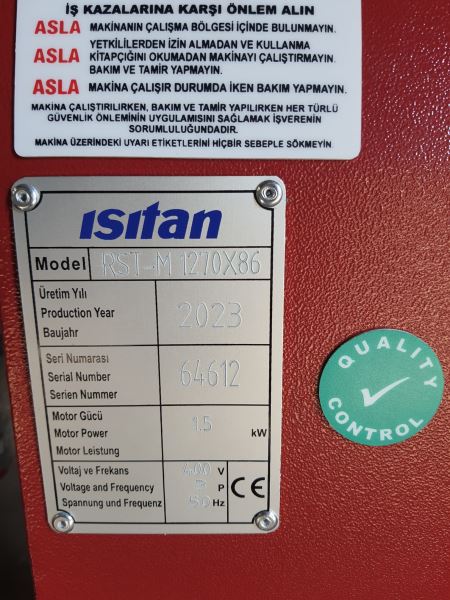 İŞ KAZALARINA KARŞI ÖNLEM ALIN
ASLA MAKİNANIN ÇALIŞMA BÖLGESİ İÇİNDE BULUNMAYIN.
ASLA YETKİLİLERDEN İZİN ALMADAN VE KULLANMA
KİTAPÇIĞINI OKUMADAN MAKİNAYI ÇALIŞTIRMAYIN.
BAKIM VE TAMİR YAPMAYIN.
ASLA MAKİNA ÇALIŞIR DURUMDA İKEN BAKIM YAPMAYIN.
MAKİNA ÇALIŞTIRILIRKEN, BAKIM VE TAMİR YAPILIRKEN HER TÜRLÜ
GÜVENLİK ÖNLEMİNİN UYGULAMISINI SAĞLAMAK İŞVERENİN
SORUMLULUĞUNDADIR.
MAKİNA ÜZERİNDEKİ UYARI ETİKETLERİNİ HİÇBİR SEBEPLE SÖKMEYİN.
ısıtan
Model RST-M 1270X86
Üretim Yılı
Production Year 2023
Baujahr
Seri Numarası
Serial Number 64612
Serien Nummer
Motor Gücü
Motor Power 1.5 kW
Motor Leistung
Voltaj ve Frekans 400 V
Voltage and Frequency 3 P
Spannung und Frequenz 50 Hz
CE
QUALITY
CONTROL